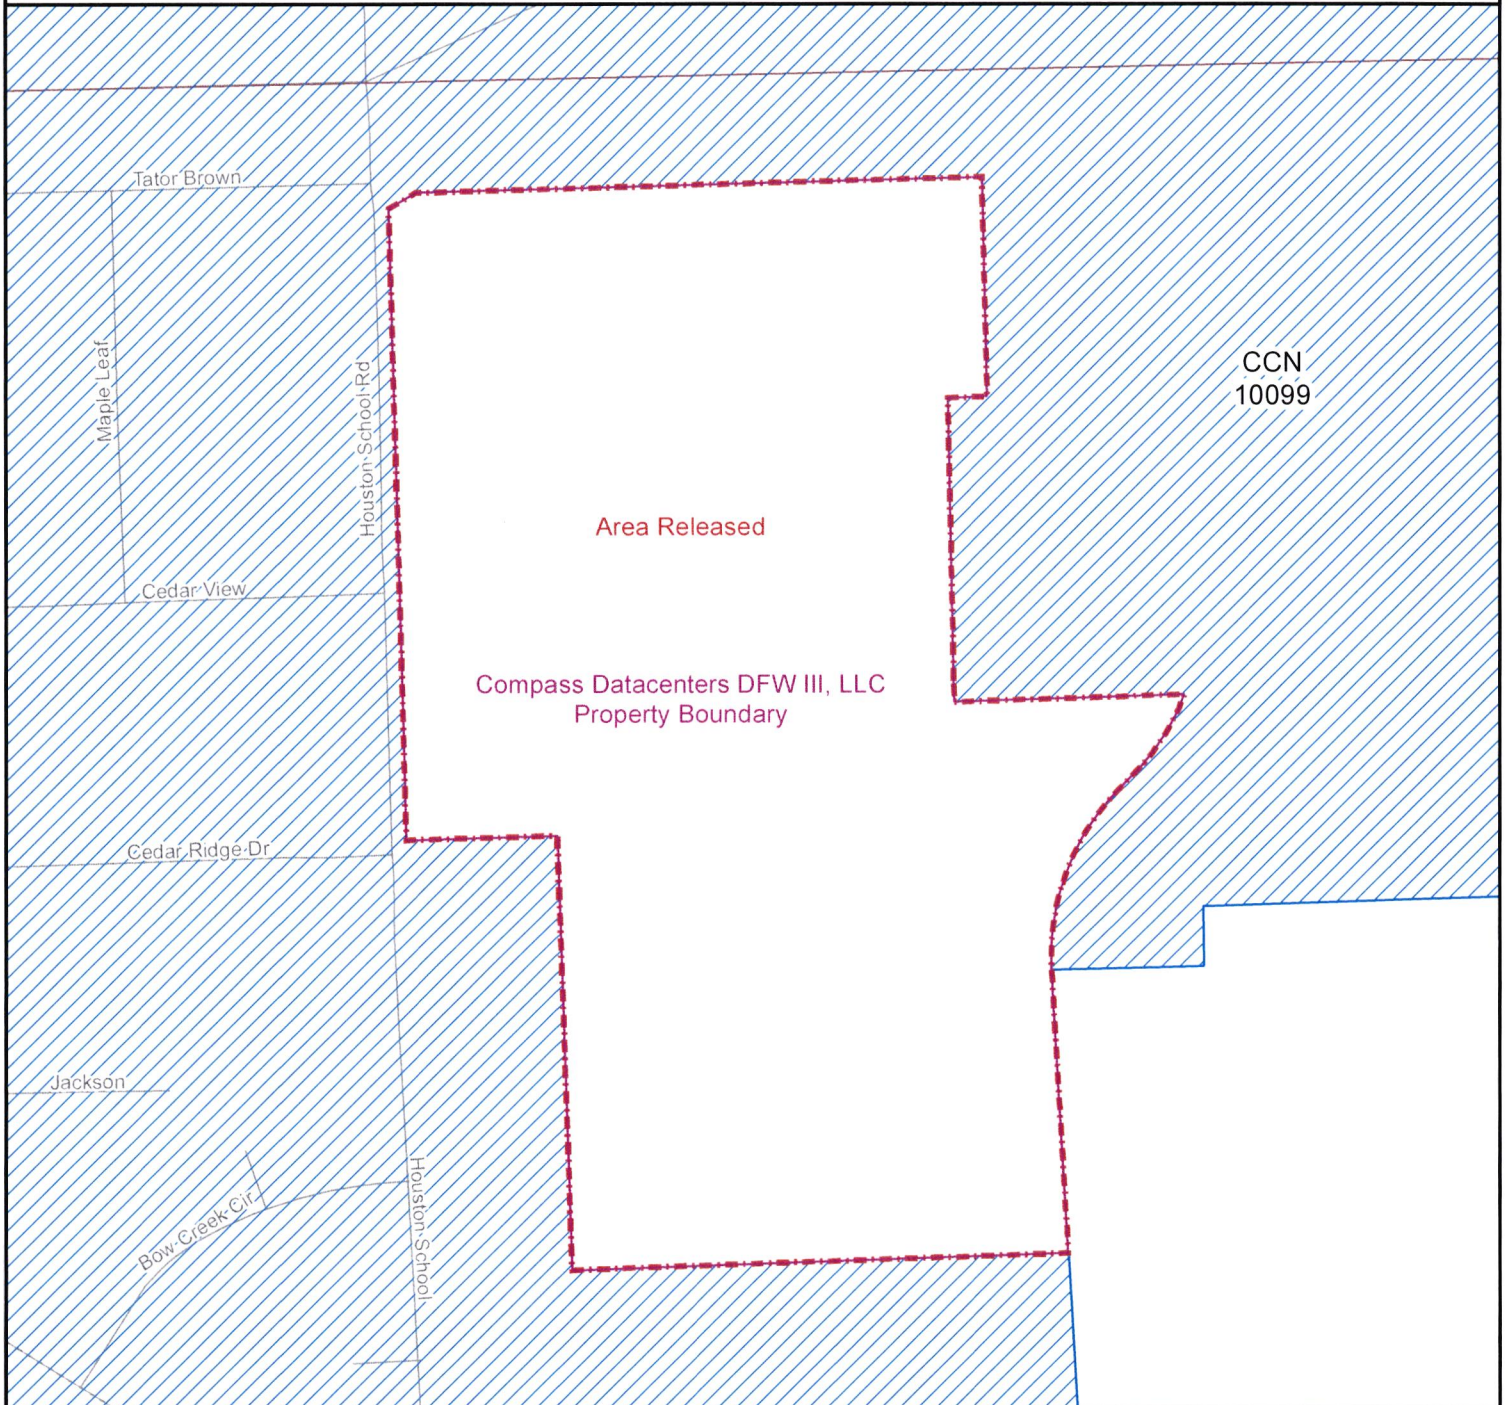 Tator Brown
Maple Leaf
Houston School Rd
CCN
10099
Area Released
Cedar View
Compass Datacenters DFW III, LLC
Property Boundary
Cedar Ridge Dr
Jackson
Bow Creek Cir
Houston School